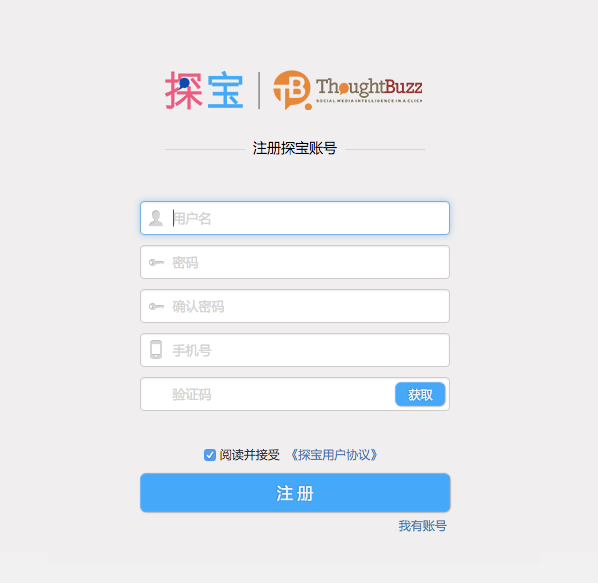 探宝 ThoughtBuzz
SOCIAL MEDIA INTELLIGENCE IN A CLICK
注册探宝账号
用户名
密码
确认密码
手机号
验证码 获取
阅读并接受 《探宝用户协议》
注 册
我有账号